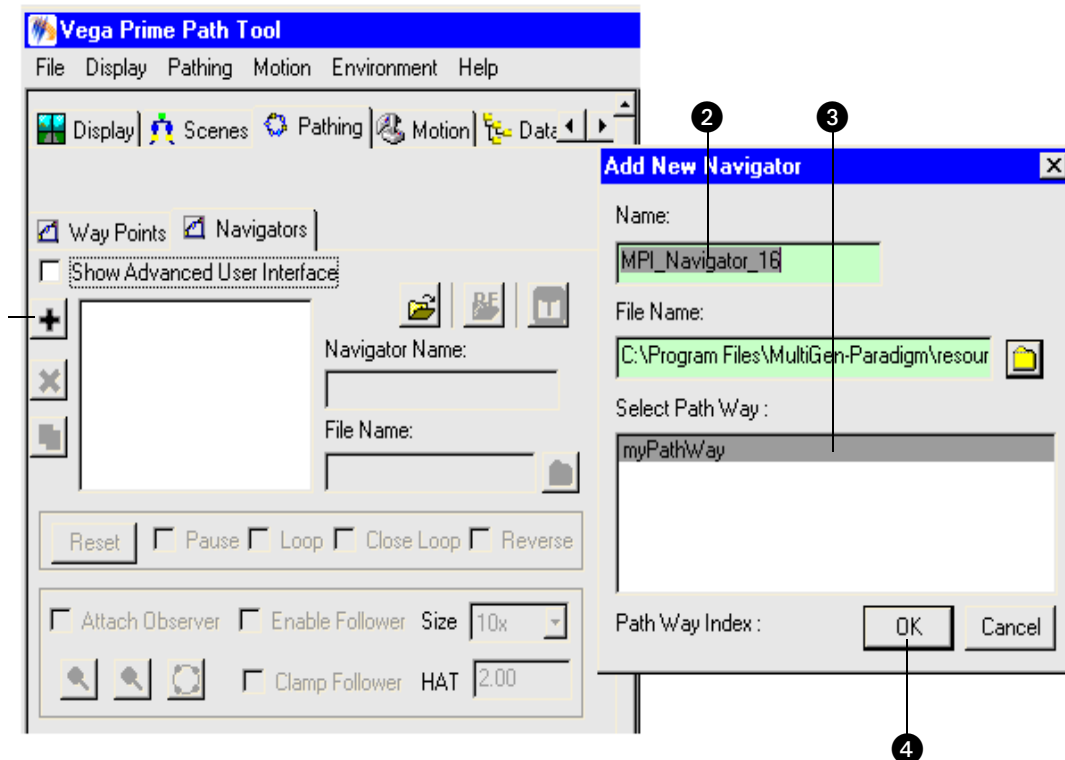 Vega Prime Path Tool
File Display Pathing Motion Environment Help
Display Scenes Pathing Motion Data
Way Points Navigators
Show Advanced User Interface
RE
T
Navigator Name:
File Name:
Reset Pause Loop Close Loop Reverse
Attach Observer Enable Follower Size 10x
Clamp Follower HAT 2.00
2 3
Add New Navigator
Name:
MPI_Navigator_16
File Name:
C:\Program Files\MultiGen-Paradigm\resour
Select Path Way :
myPathWay
Path Way Index :
OK Cancel
4